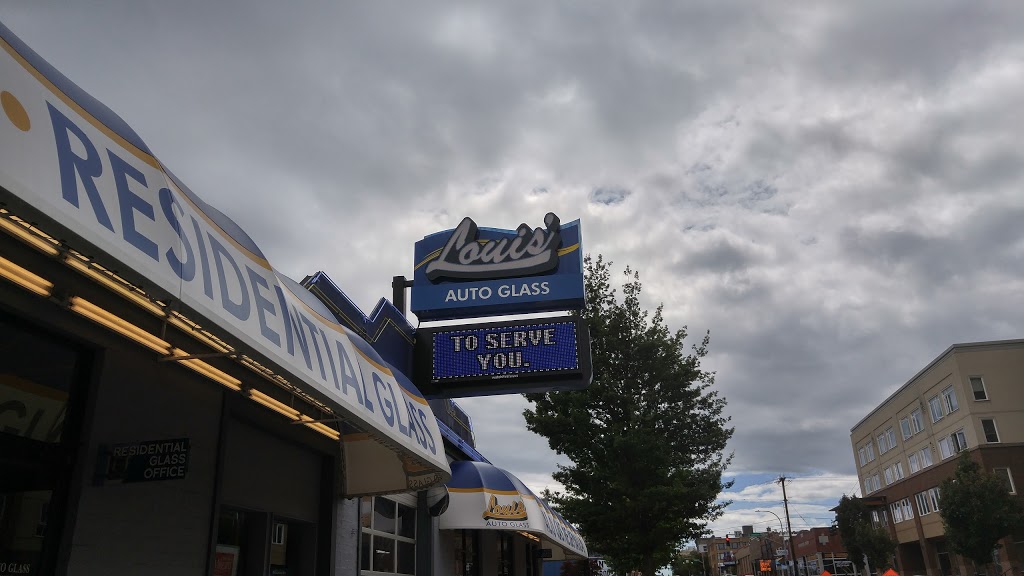 RESIDENTIAL GLASS
Louis'
AUTO GLASS
TO SERVE
YOU.
RESIDENTIAL
GLASS
OFFICE
Louis'
AUTO GLASS